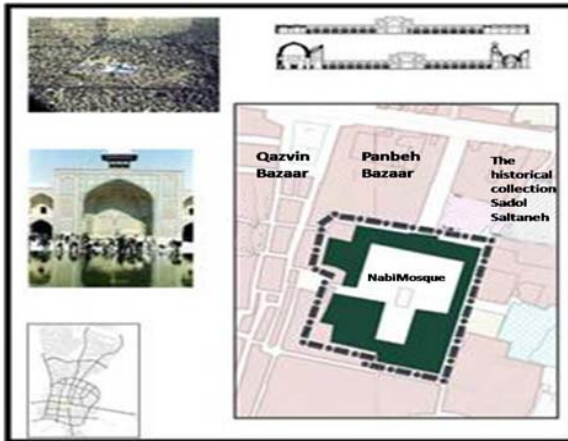 Qazvin
Bazaar
Panbeh
Bazaar
The
historical
collection
Sadol
Saltaneh
NabiMosque